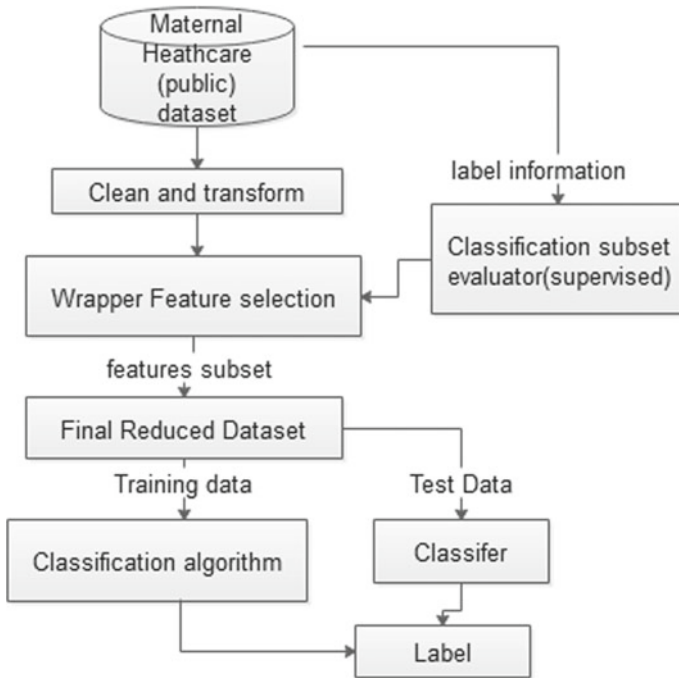 Maternal
Heathcare
(public)
dataset
label information
Clean and transform
Classification subset
evaluator(supervised)
Wrapper Feature selection
features subset
Final Reduced Dataset
Training data
Test Data
Classification algorithm
Classifer
Label